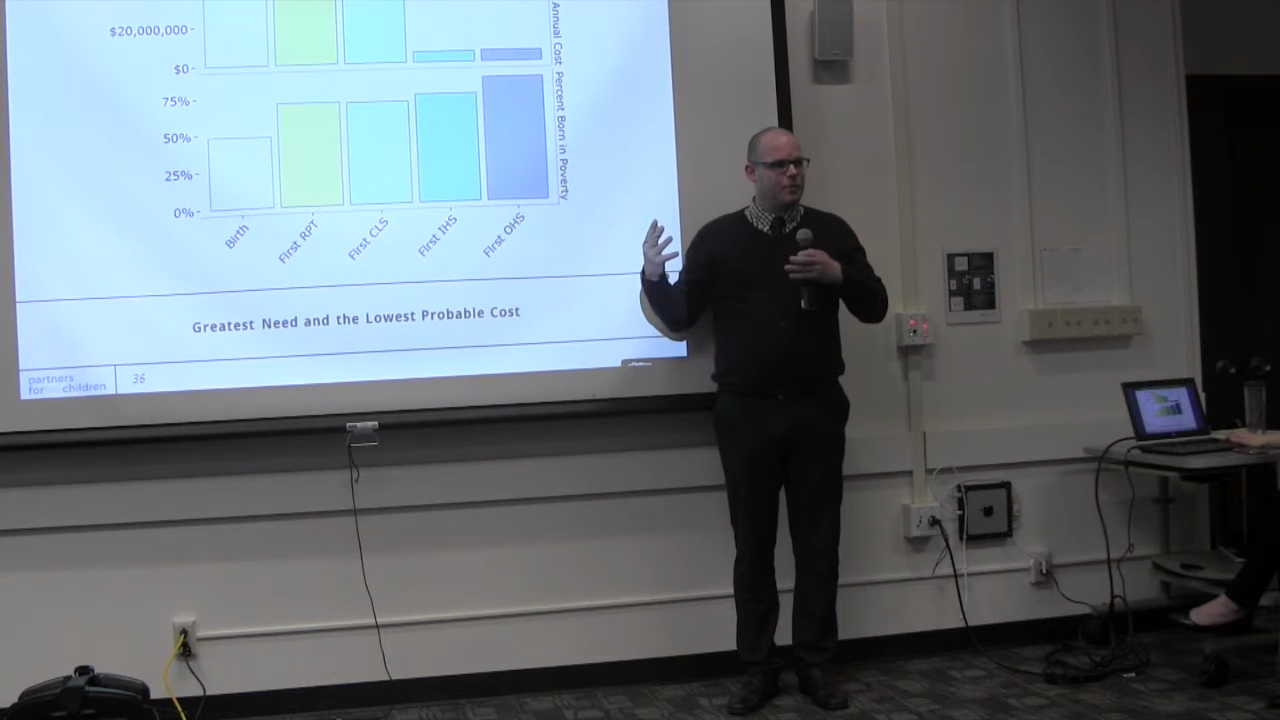 $20,000,000
$0
Annual Cost
75%
50%
25%
0%
Percent Born in Poverty
Birth
First RPT
First CLS
First IHS
First OHS
Greatest Need and the Lowest Probable Cost
partners
for our children
36